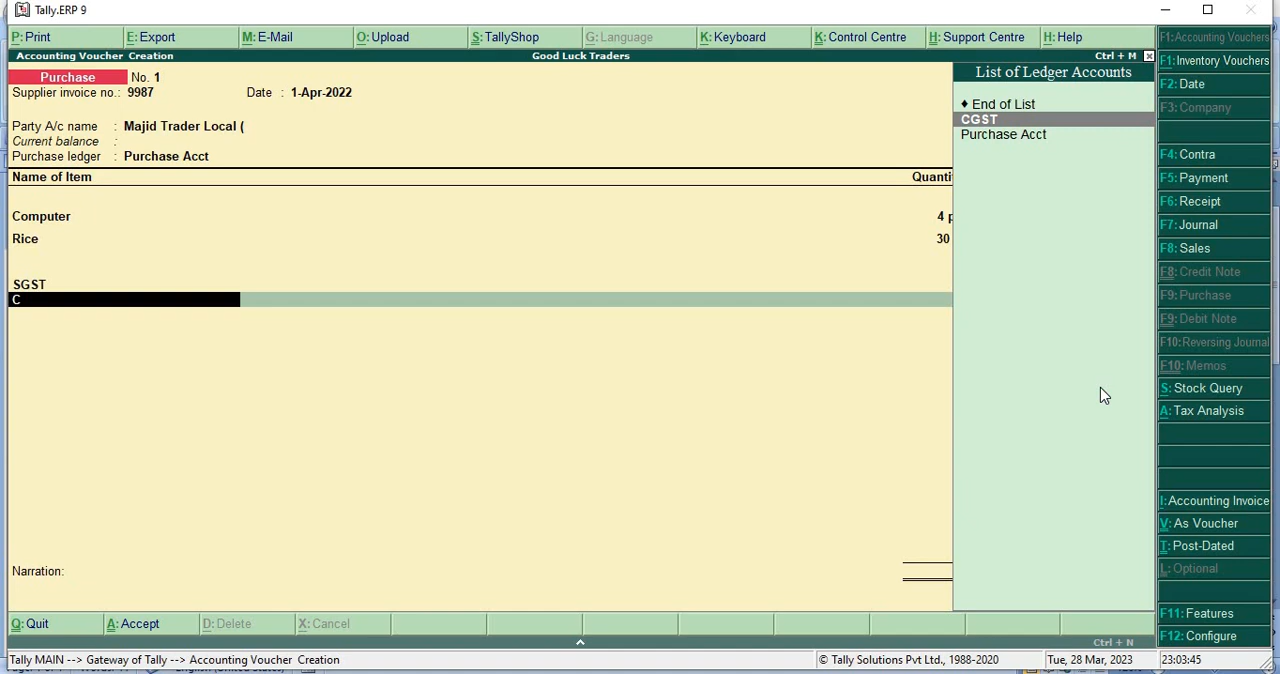 Tally.ERP 9
P: Print E: Export M: E-Mail O: Upload S: TallyShop G: Language K: Keyboard K: Control Centre H: Support Centre H: Help
Accounting Voucher Creation Good Luck Traders Ctrl + M
Purchase No. 1
Supplier invoice no.: 9987 Date : 1-Apr-2022
Party A/c name : Majid Trader Local (
Current balance :
Purchase ledger : Purchase Acct
Name of Item Quanti
Computer 4 p
Rice 30
SGST
C
Narration:
List of Ledger Accounts
♦ End of List
CGST
Purchase Acct
F1: Accounting Vouchers
F1: Inventory Vouchers
F2: Date
F3: Company
F4: Contra
F5: Payment
F6: Receipt
F7: Journal
F8: Sales
F8: Credit Note
F9: Purchase
F9: Debit Note
F10: Reversing Journal
F10: Memos
S: Stock Query
A: Tax Analysis
I: Accounting Invoice
V: As Voucher
T: Post-Dated
L: Optional
F11: Features
F12: Configure
Q: Quit A: Accept D: Delete X: Cancel
Ctrl + N
Tally MAIN --> Gateway of Tally --> Accounting Voucher Creation © Tally Solutions Pvt Ltd., 1988-2020 Tue, 28 Mar, 2023 23:03:45